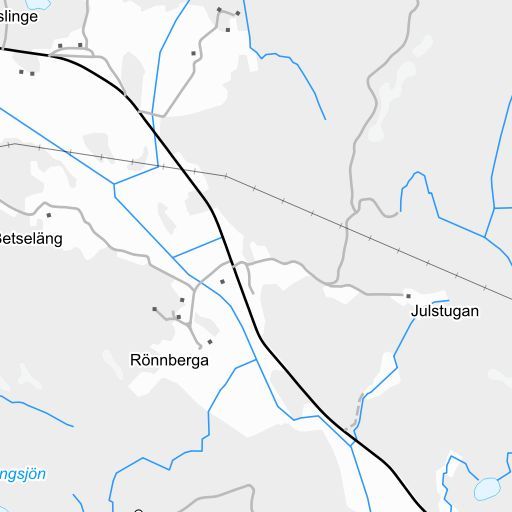 slinge
Betseläng
Julstugan
Rönnberga
ngsjön